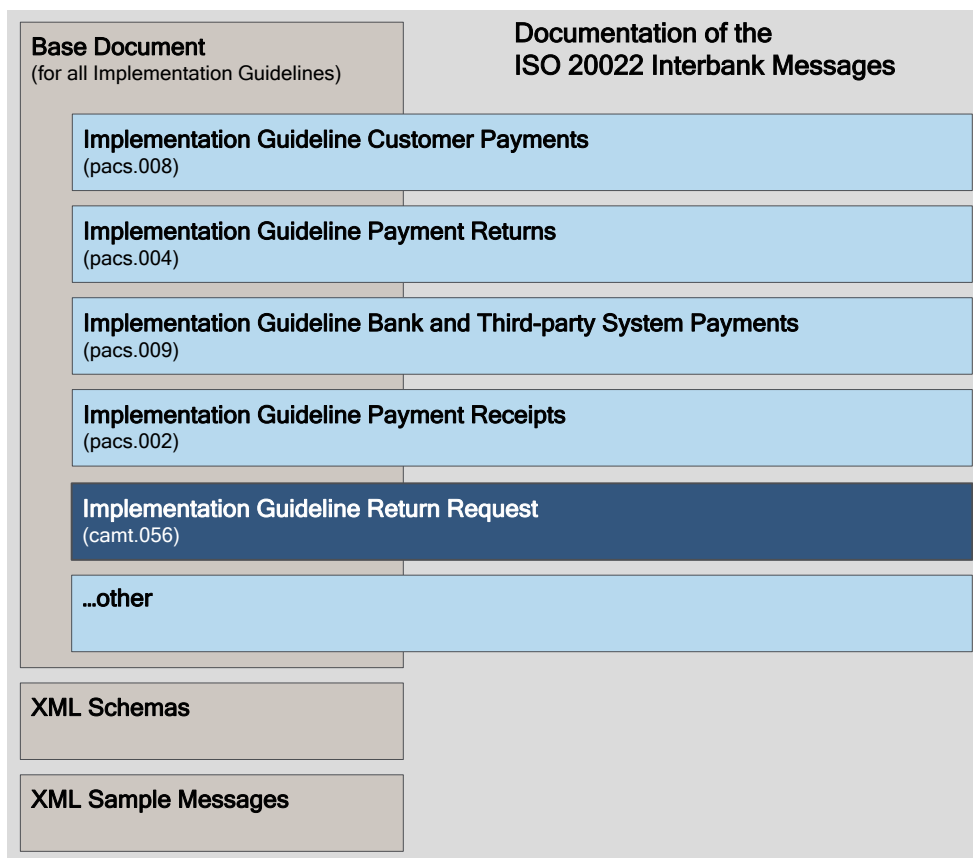 Base Document
(for all Implementation Guidelines)
Documentation of the
ISO 20022 Interbank Messages
Implementation Guideline Customer Payments
(pacs.008)
Implementation Guideline Payment Returns
(pacs.004)
Implementation Guideline Bank and Third-party System Payments
(pacs.009)
Implementation Guideline Payment Receipts
(pacs.002)
Implementation Guideline Return Request
(camt.056)
...other
XML Schemas
XML Sample Messages